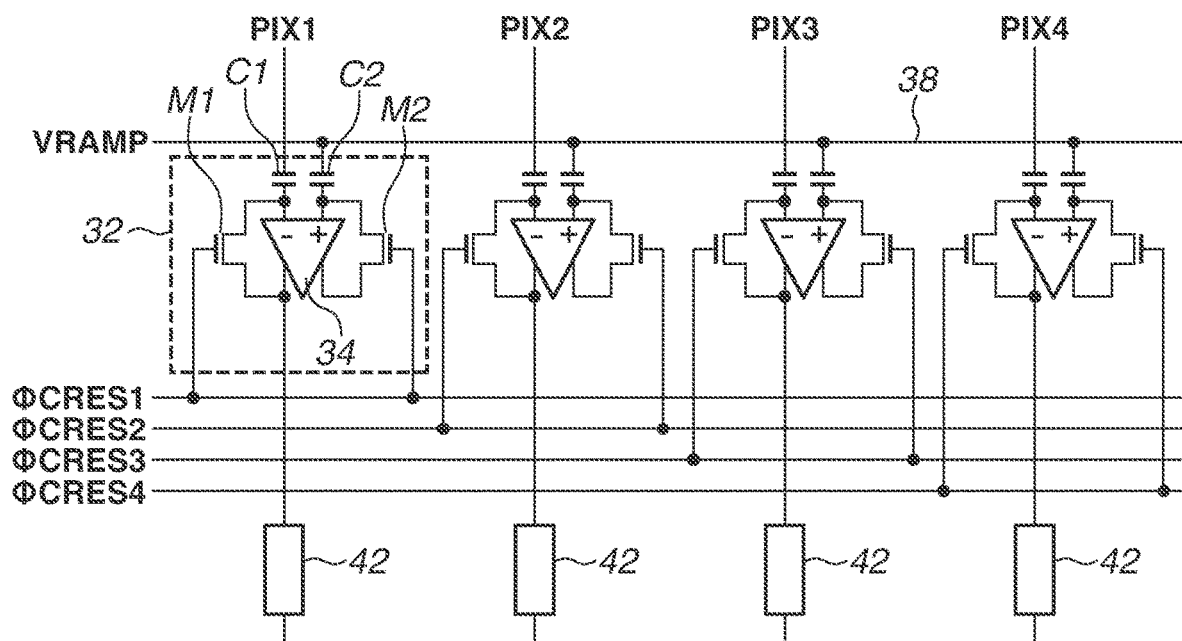 PIX1 PIX2 PIX3 PIX4
C1 C2 38
M1 M2
VRAMP
32
- + - + - + - +
34
ΦCRES1
ΦCRES2
ΦCRES3
ΦCRES4
42 42 42 42